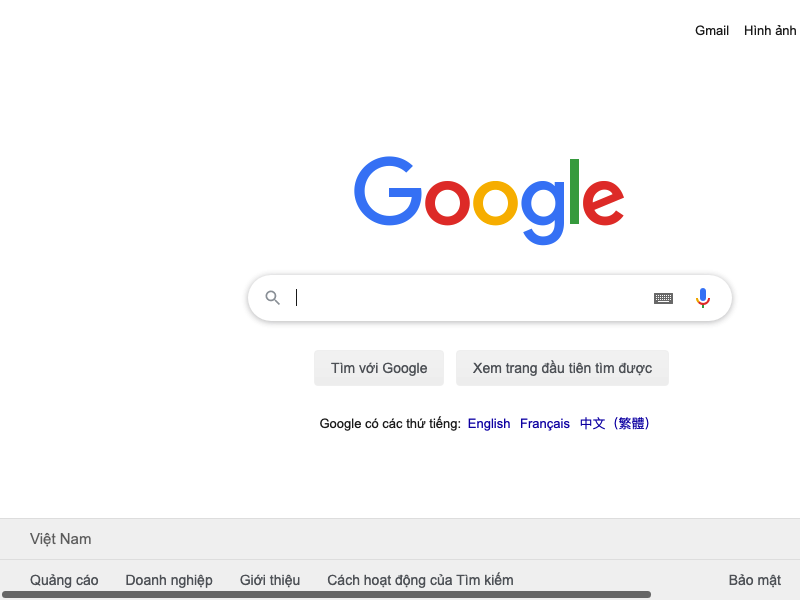 Gmail Hình ảnh
Google
Tìm với Google Xem trang đầu tiên tìm được
Google có các thứ tiếng: English Français 中文（繁體）
Việt Nam
Quảng cáo Doanh nghiệp Giới thiệu Cách hoạt động của Tìm kiếm Bảo mật